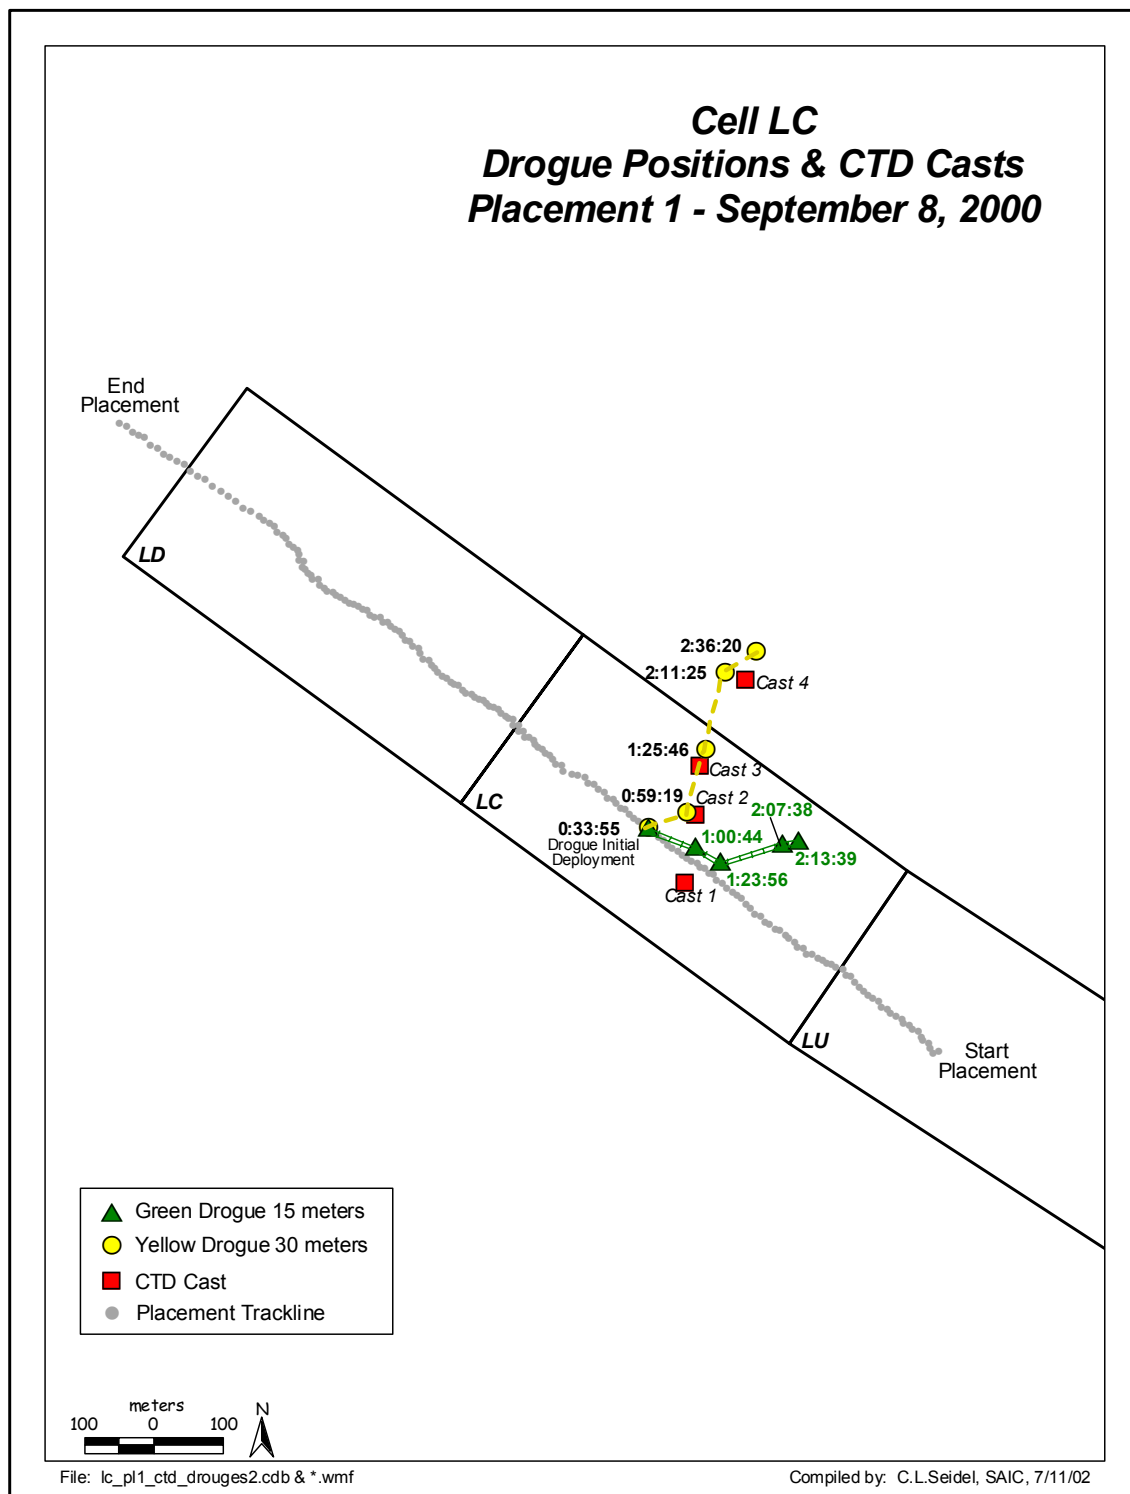 Cell LC
Drogue Positions & CTD Casts
Placement 1 - September 8, 2000
End
Placement
LD
2:36:20
2:11:25
Cast 4
1:25:46
Cast 3
0:59:19
Cast 2
LC
2:07:38
0:33:55
Drogue Initial
Deployment
1:00:44
2:13:39
1:23:56
Cast 1
LU
Start
Placement
Green Drogue 15 meters
Yellow Drogue 30 meters
CTD Cast
Placement Trackline
meters
100 0 100
N
File: lc_pl1_ctd_drouges2.cdb & *.wmf
Compiled by: C.L.Seidel, SAIC, 7/11/02